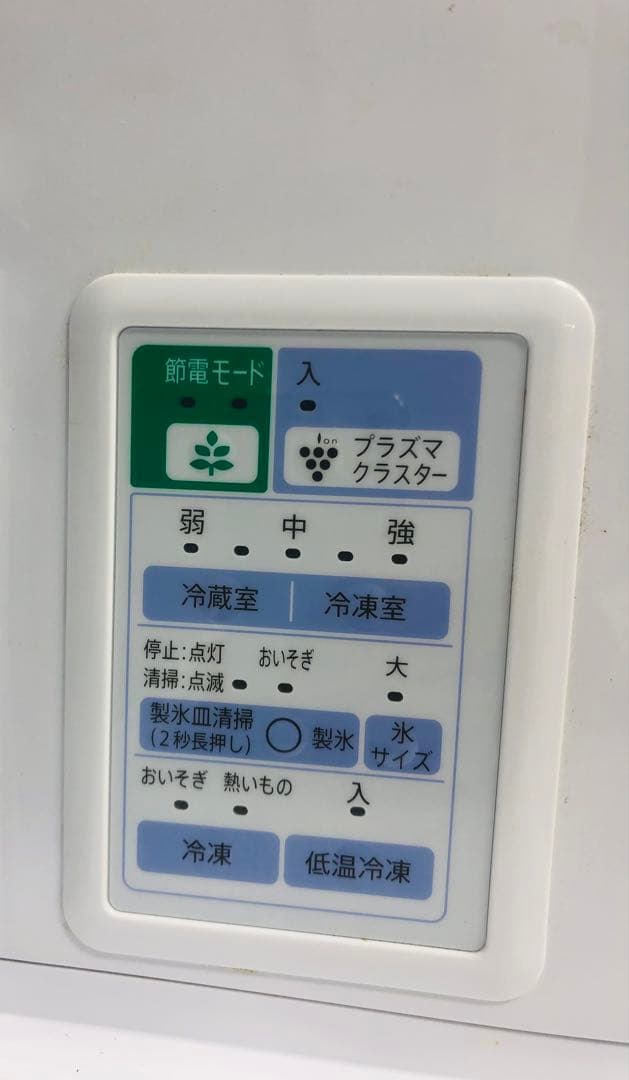 節電モード
入
ion
プラズマ
クラスター
弱 中 強
冷蔵室 冷凍室
停止:点灯
清掃:点滅
おいそぎ
大
製氷皿清掃
(2秒長押し)
製氷
氷
サイズ
おいそぎ 熱いもの 入
冷凍
低温冷凍